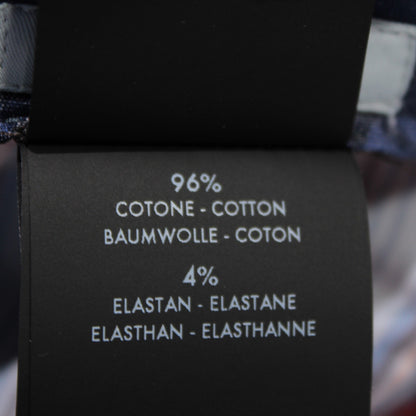 96%
COTONE - COTTON
BAUMWOLLE - COTON
4%
ELASTAN - ELASTANE
ELASTHAN - ELASTHANNE